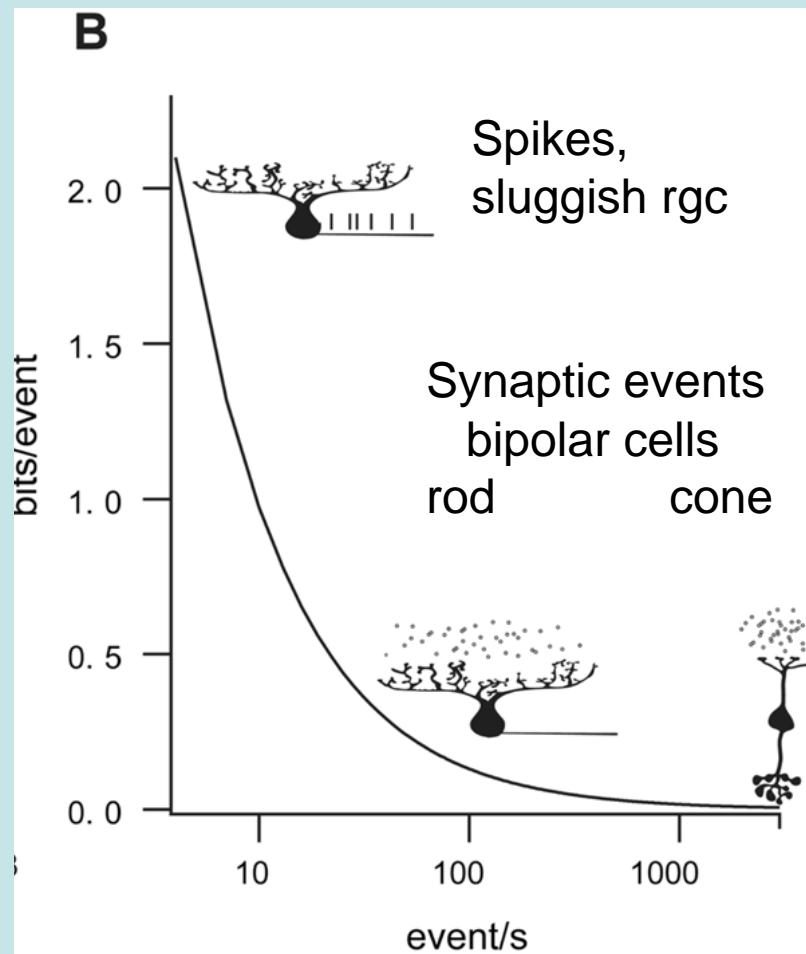 B
Spikes,
sluggish rgc
2. 0
1. 5
Synaptic events
bipolar cells
rod cone
bits/event
1. 0
0. 5
0. 0
10 100 1000
event/s